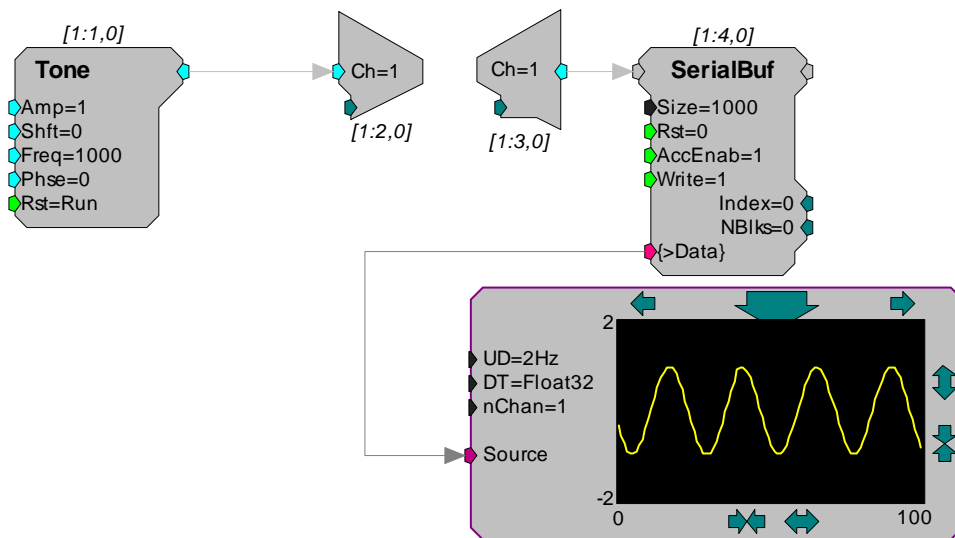 [1:1,0]
Tone
Amp=1
Shft=0
Freq=1000
Phse=0
Rst=Run
Ch=1
[1:2,0]
Ch=1
[1:3,0]
[1:4,0]
SerialBuf
Size=1000
Rst=0
AccEnab=1
Write=1
Index=0
NBlks=0
{>Data}
UD=2Hz
DT=Float32
nChan=1
Source
2
-2
0
100